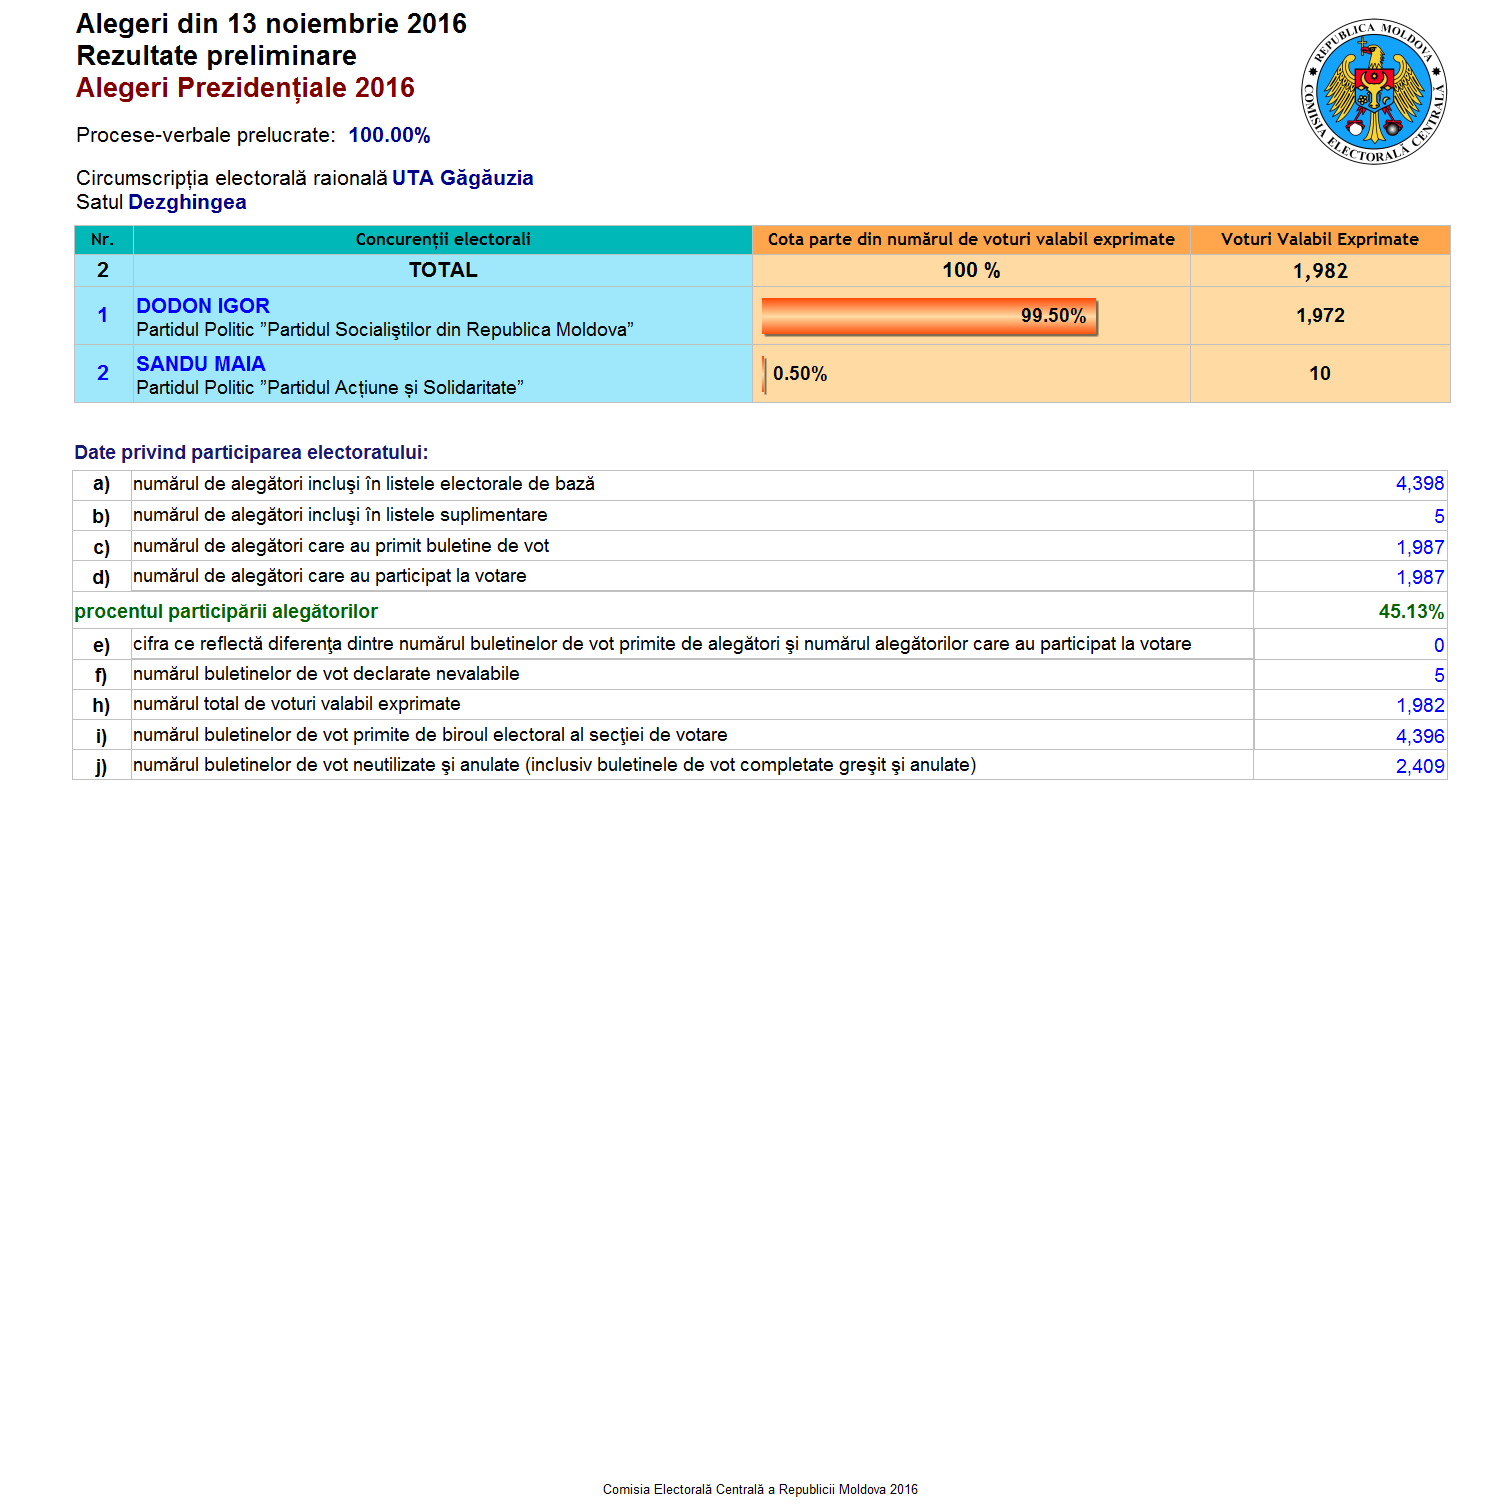 Alegeri din 13 noiembrie 2016
Rezultate preliminare
Alegeri Prezidențiale 2016
REPUBLICA MOLDOVA
COMISIA ELECTORALĂ CENTRALĂ
Procese-verbale prelucrate: 100.00%
Circumscripția electorală raională UTA Găgăuzia
Satul Dezghingea
Nr. Concurenții electorali Cota parte din numărul de voturi valabil exprimate Voturi Valabil Exprimate
2 TOTAL 100 % 1,982
1 DODON IGOR 99.50% 1,972
Partidul Politic ”Partidul Socialiştilor din Republica Moldova”
2 SANDU MAIA 0.50% 10
Partidul Politic ”Partidul Acțiune și Solidaritate”
Date privind participarea electoratului:
a) numărul de alegători incluşi în listele electorale de bază 4,398
b) numărul de alegători incluşi în listele suplimentare 5
c) numărul de alegători care au primit buletine de vot 1,987
d) numărul de alegători care au participat la votare 1,987
procentul participării alegătorilor 45.13%
e) cifra ce reflectă diferenţa dintre numărul buletinelor de vot primite de alegători şi numărul alegătorilor care au participat la votare 0
f) numărul buletinelor de vot declarate nevalabile 5
h) numărul total de voturi valabil exprimate 1,982
i) numărul buletinelor de vot primite de biroul electoral al secţiei de votare 4,396
j) numărul buletinelor de vot neutilizate şi anulate (inclusiv buletinele de vot completate greşit şi anulate) 2,409
Comisia Electorală Centrală a Republicii Moldova 2016